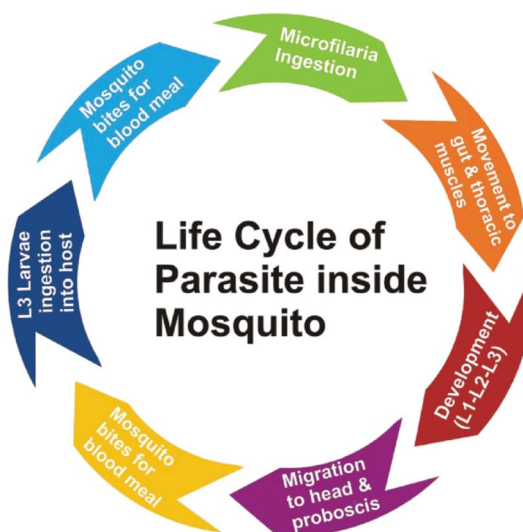 Life Cycle of
Parasite inside
Mosquito
Microfilaria
Ingestion
Movement to
gut & thoracic
muscles
Development
(L1-L2-L3)
Migration
to head &
proboscis
Mosquito
bites for
blood meal
L3 Larvae
ingestion
into host
Mosquito
bites for
blood meal